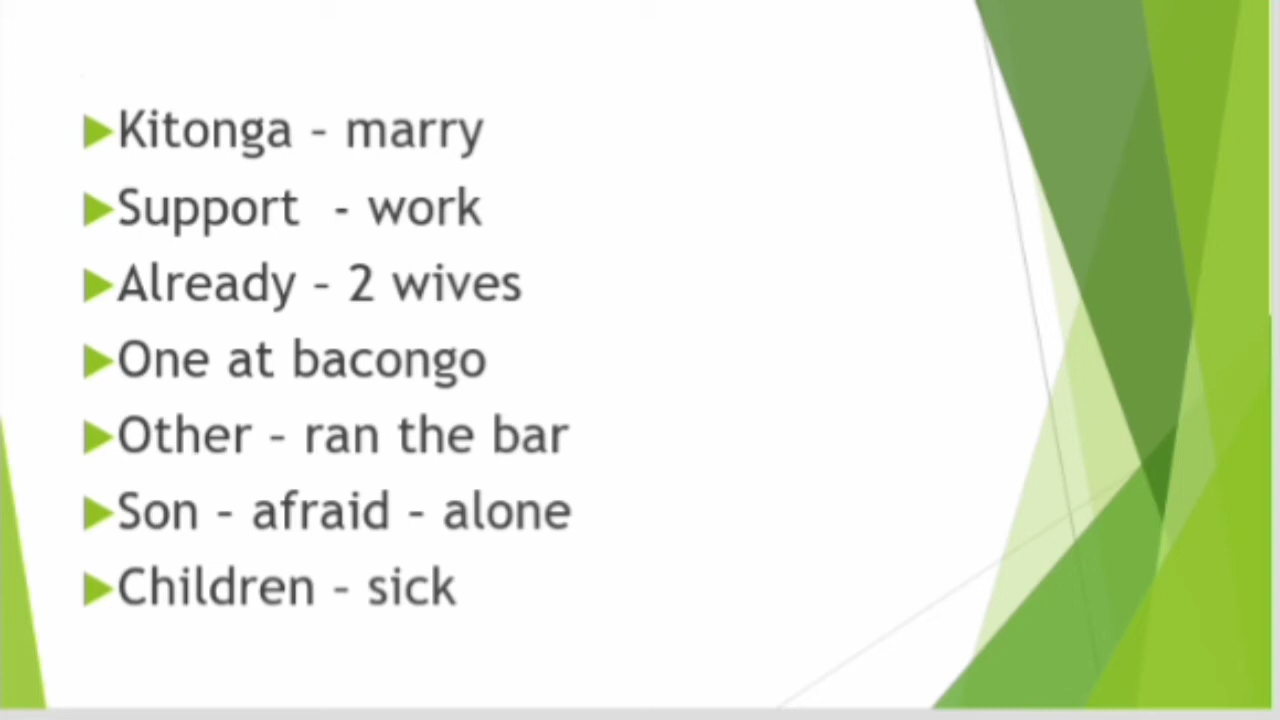 Kitonga – marry
Support - work
Already – 2 wives
One at bacongo
Other – ran the bar
Son – afraid – alone
Children – sick